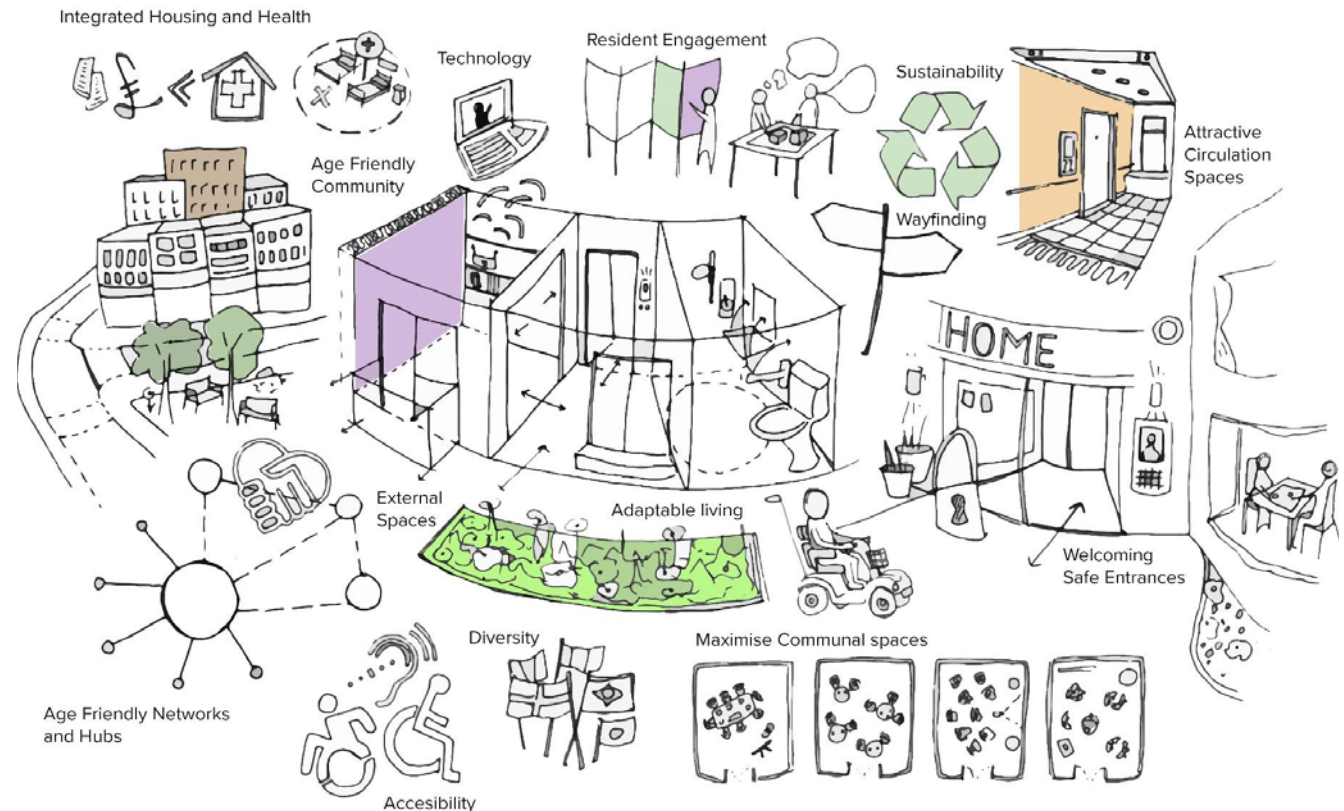 Integrated Housing and Health
Technology
Resident Engagement
Sustainability
Attractive
Circulation
Spaces
Age Friendly
Community
Wayfinding
HOME
External
Spaces
Adaptable living
Welcoming
Safe Entrances
Diversity
Maximise Communal spaces
Age Friendly Networks
and Hubs
Accesibility